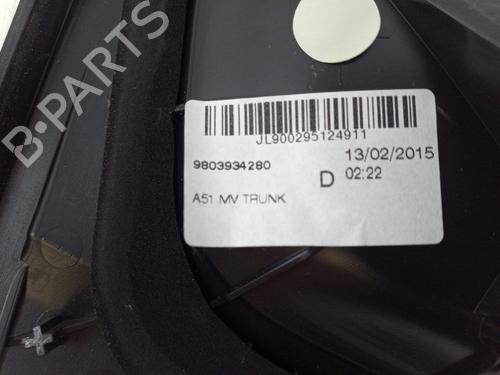 B-PARTS
JL900295124911
9803934280
13/02/2015
D 02:22
A51 MV TRUNK